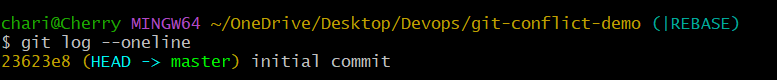 chari@Cherry MINGW64 ~/OneDrive/Desktop/Devops/git-conflict-demo (|REBASE)
$ git log --oneline
23623e8 (HEAD -> master) initial commit